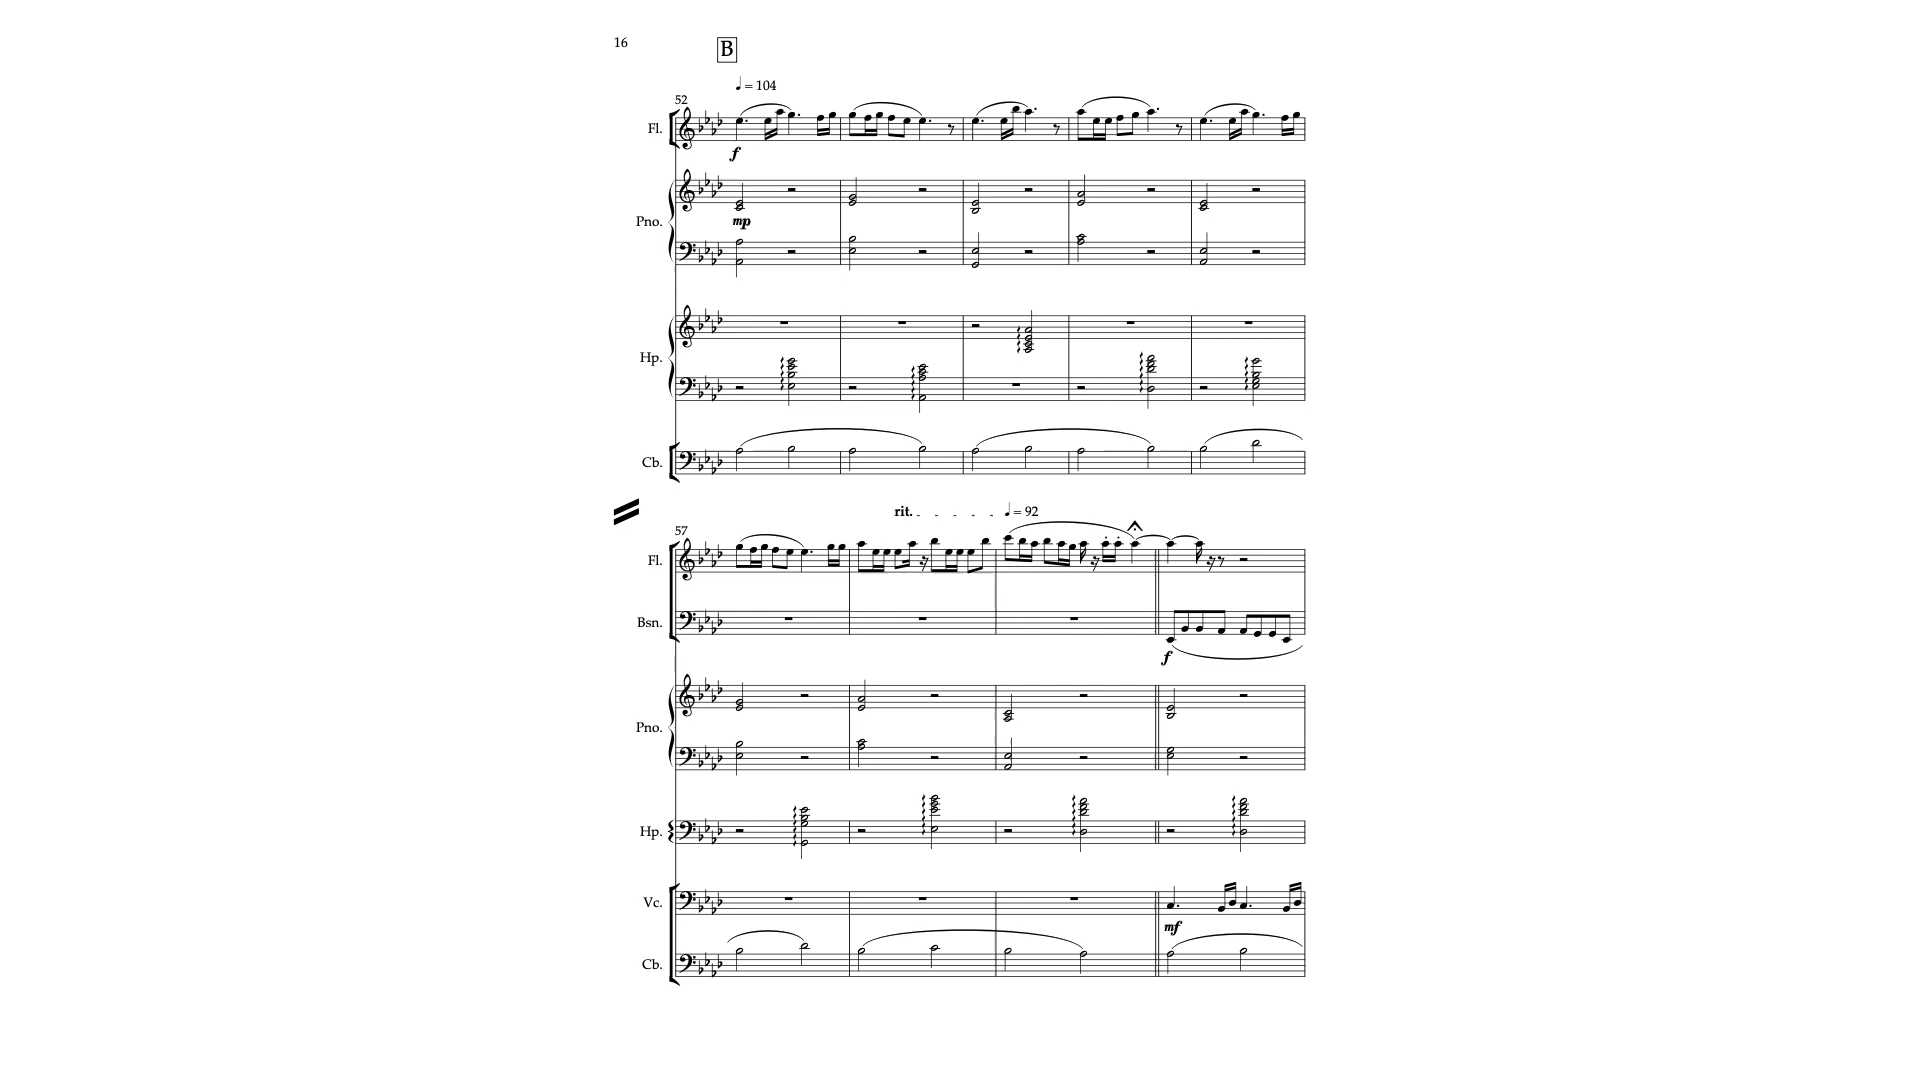 16
B
♩ = 104
52
Fl.
f
Pno.
mp
Hp.
Cb.
rit.
♩ = 92
57
Fl.
Bsn.
f
Pno.
Hp.
Vc.
mf
Cb.